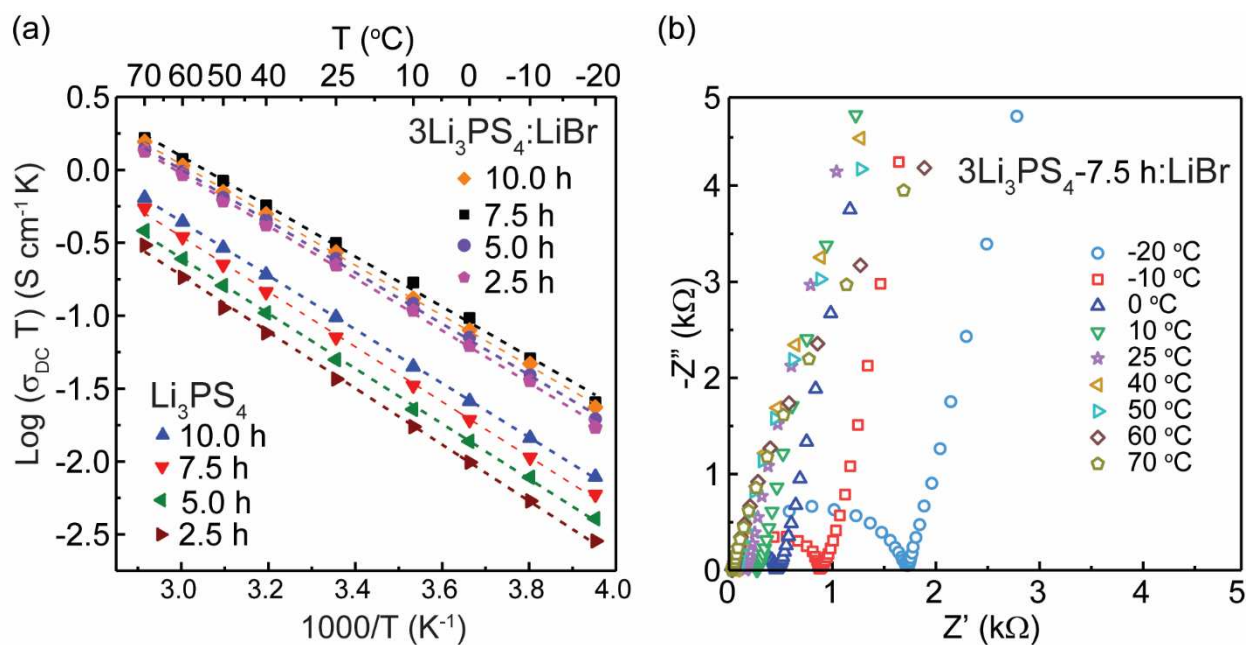 (a)
T (°C)
70 60 50 40 25 10 0 -10 -20
Log (σDC T) (S cm⁻¹ K)
0.5
0.0
-0.5
-1.0
-1.5
-2.0
-2.5
3Li₃PS₄:LiBr
10.0 h
7.5 h
5.0 h
2.5 h
Li₃PS₄
10.0 h
7.5 h
5.0 h
2.5 h
3.0 3.2 3.4 3.6 3.8 4.0
1000/T (K⁻¹)
(b)
-Z" (kΩ)
5
4
3
2
1
0
3Li₃PS₄-7.5 h:LiBr
-20 °C
-10 °C
0 °C
10 °C
25 °C
40 °C
50 °C
60 °C
70 °C
0 1 2 3 4 5
Z' (kΩ)